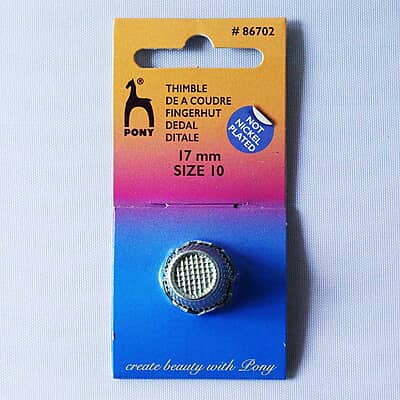 # 86702
®
PONY
THIMBLE
DE A COUDRE
FINGERHUT
DEDAL
DITALE
NOT
NICKEL
PLATED
17 mm
SIZE 10
create beauty with Pony